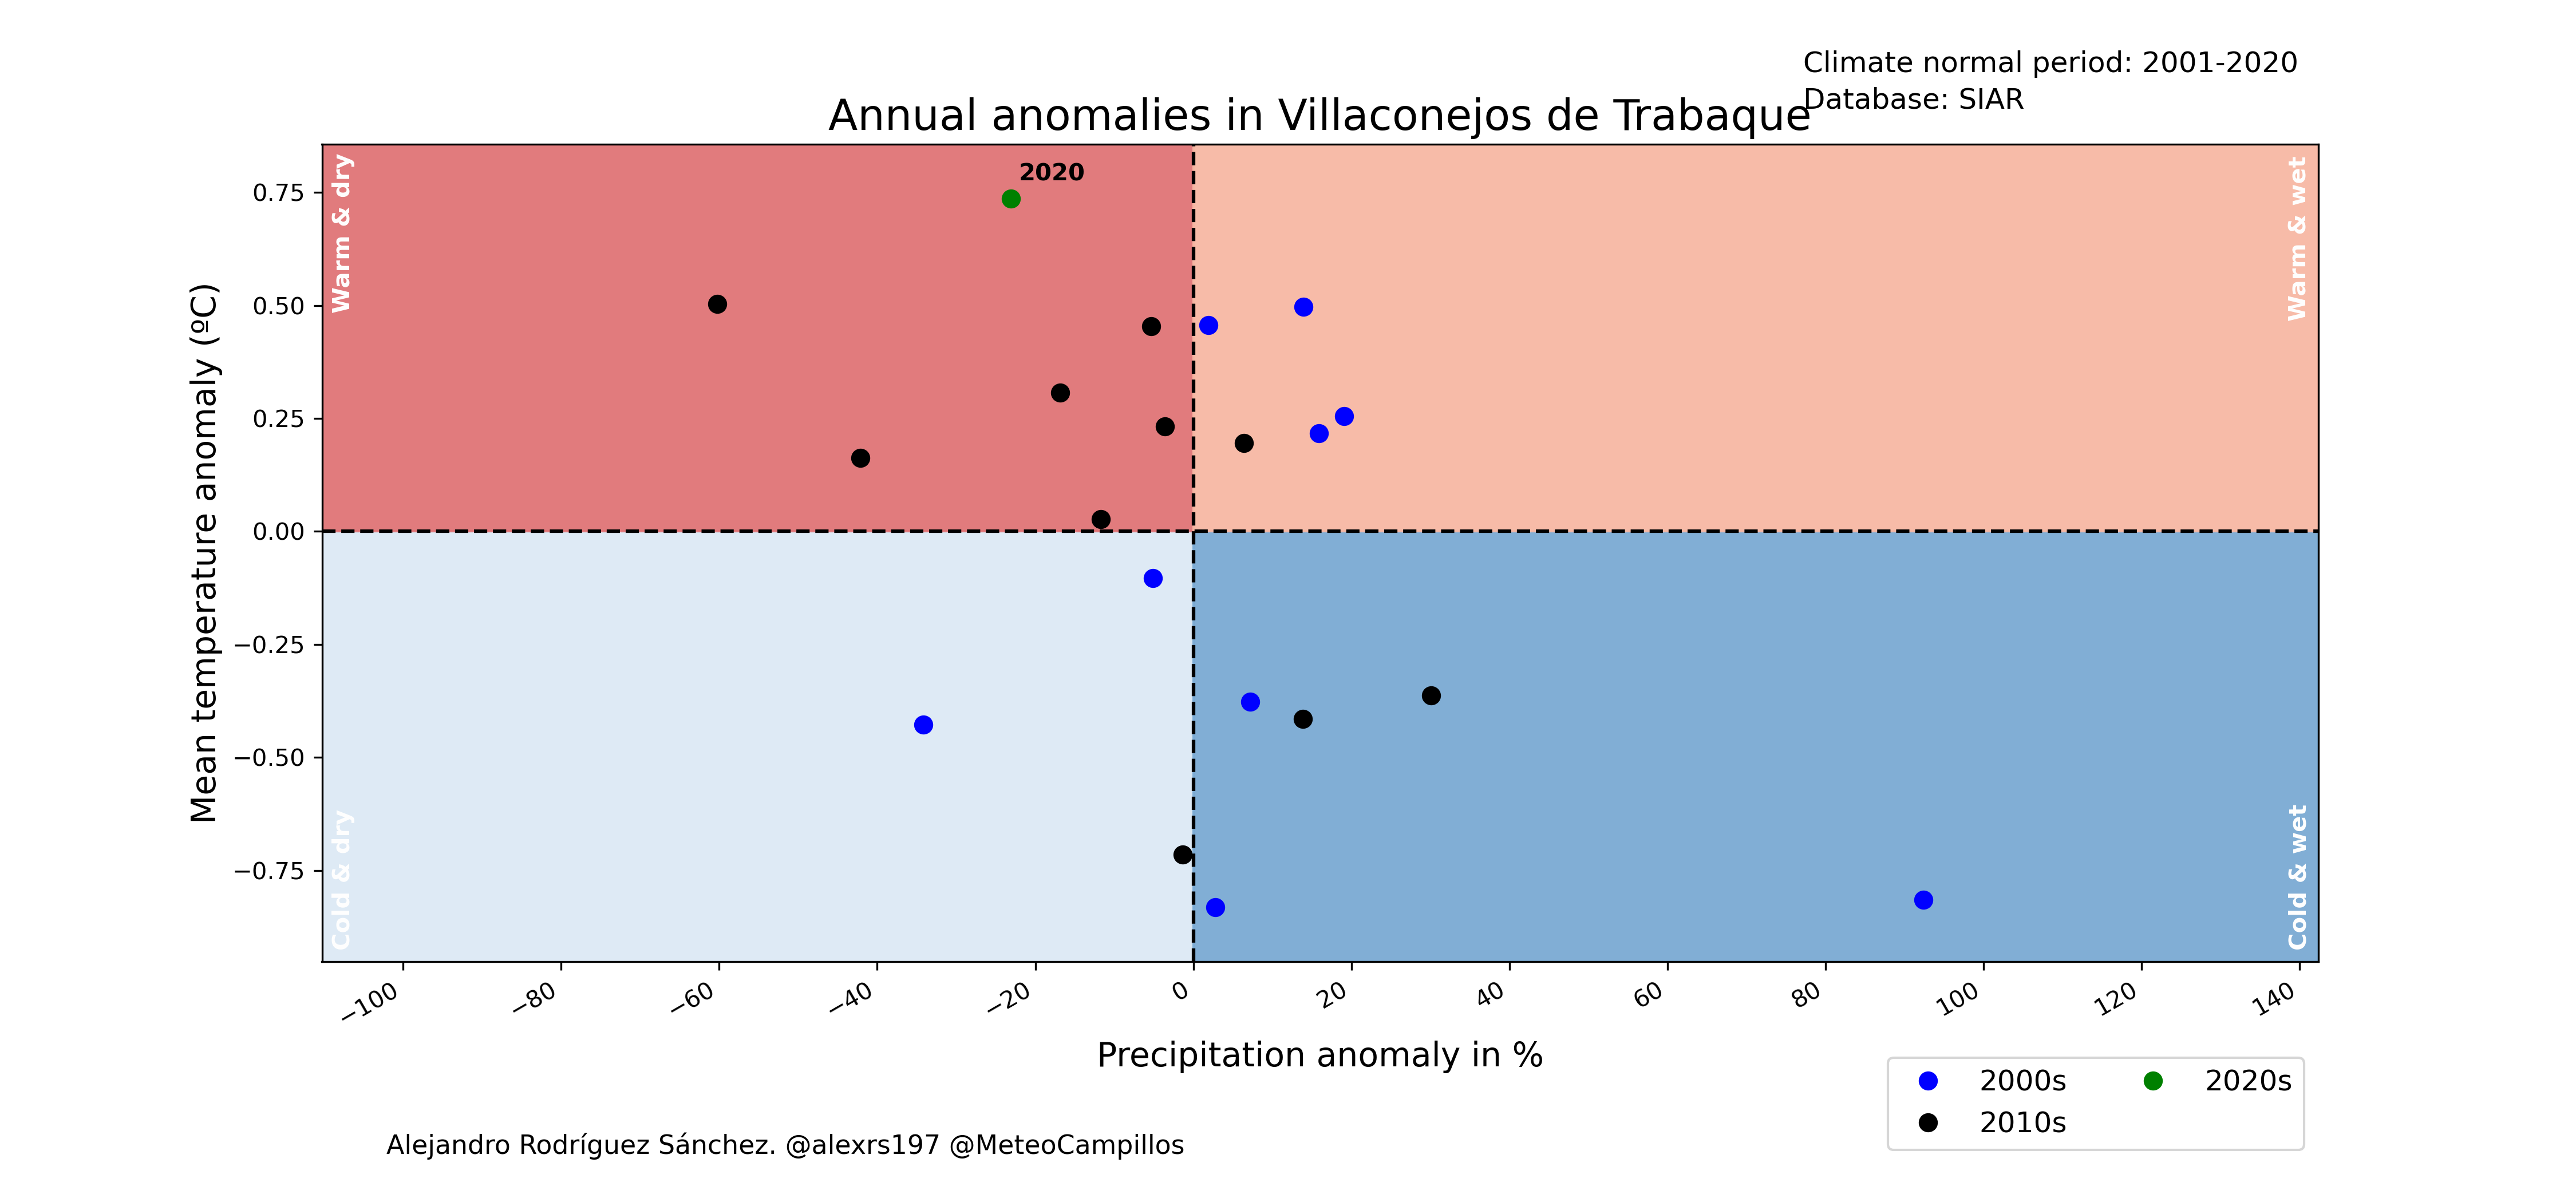 Climate normal period: 2001-2020
Database: SIAR
Annual anomalies in Villaconejos de Trabaque
Warm & dry
2020
Warm & wet
Mean temperature anomaly (ºC)
0.75
0.50
0.25
0.00
−0.25
−0.50
−0.75
Cold & dry
Cold & wet
−100
−80
−60
−40
−20
0
20
40
60
80
100
120
140
Precipitation anomaly in %
2000s
2010s
2020s
Alejandro Rodríguez Sánchez. @alexrs197 @MeteoCampillos